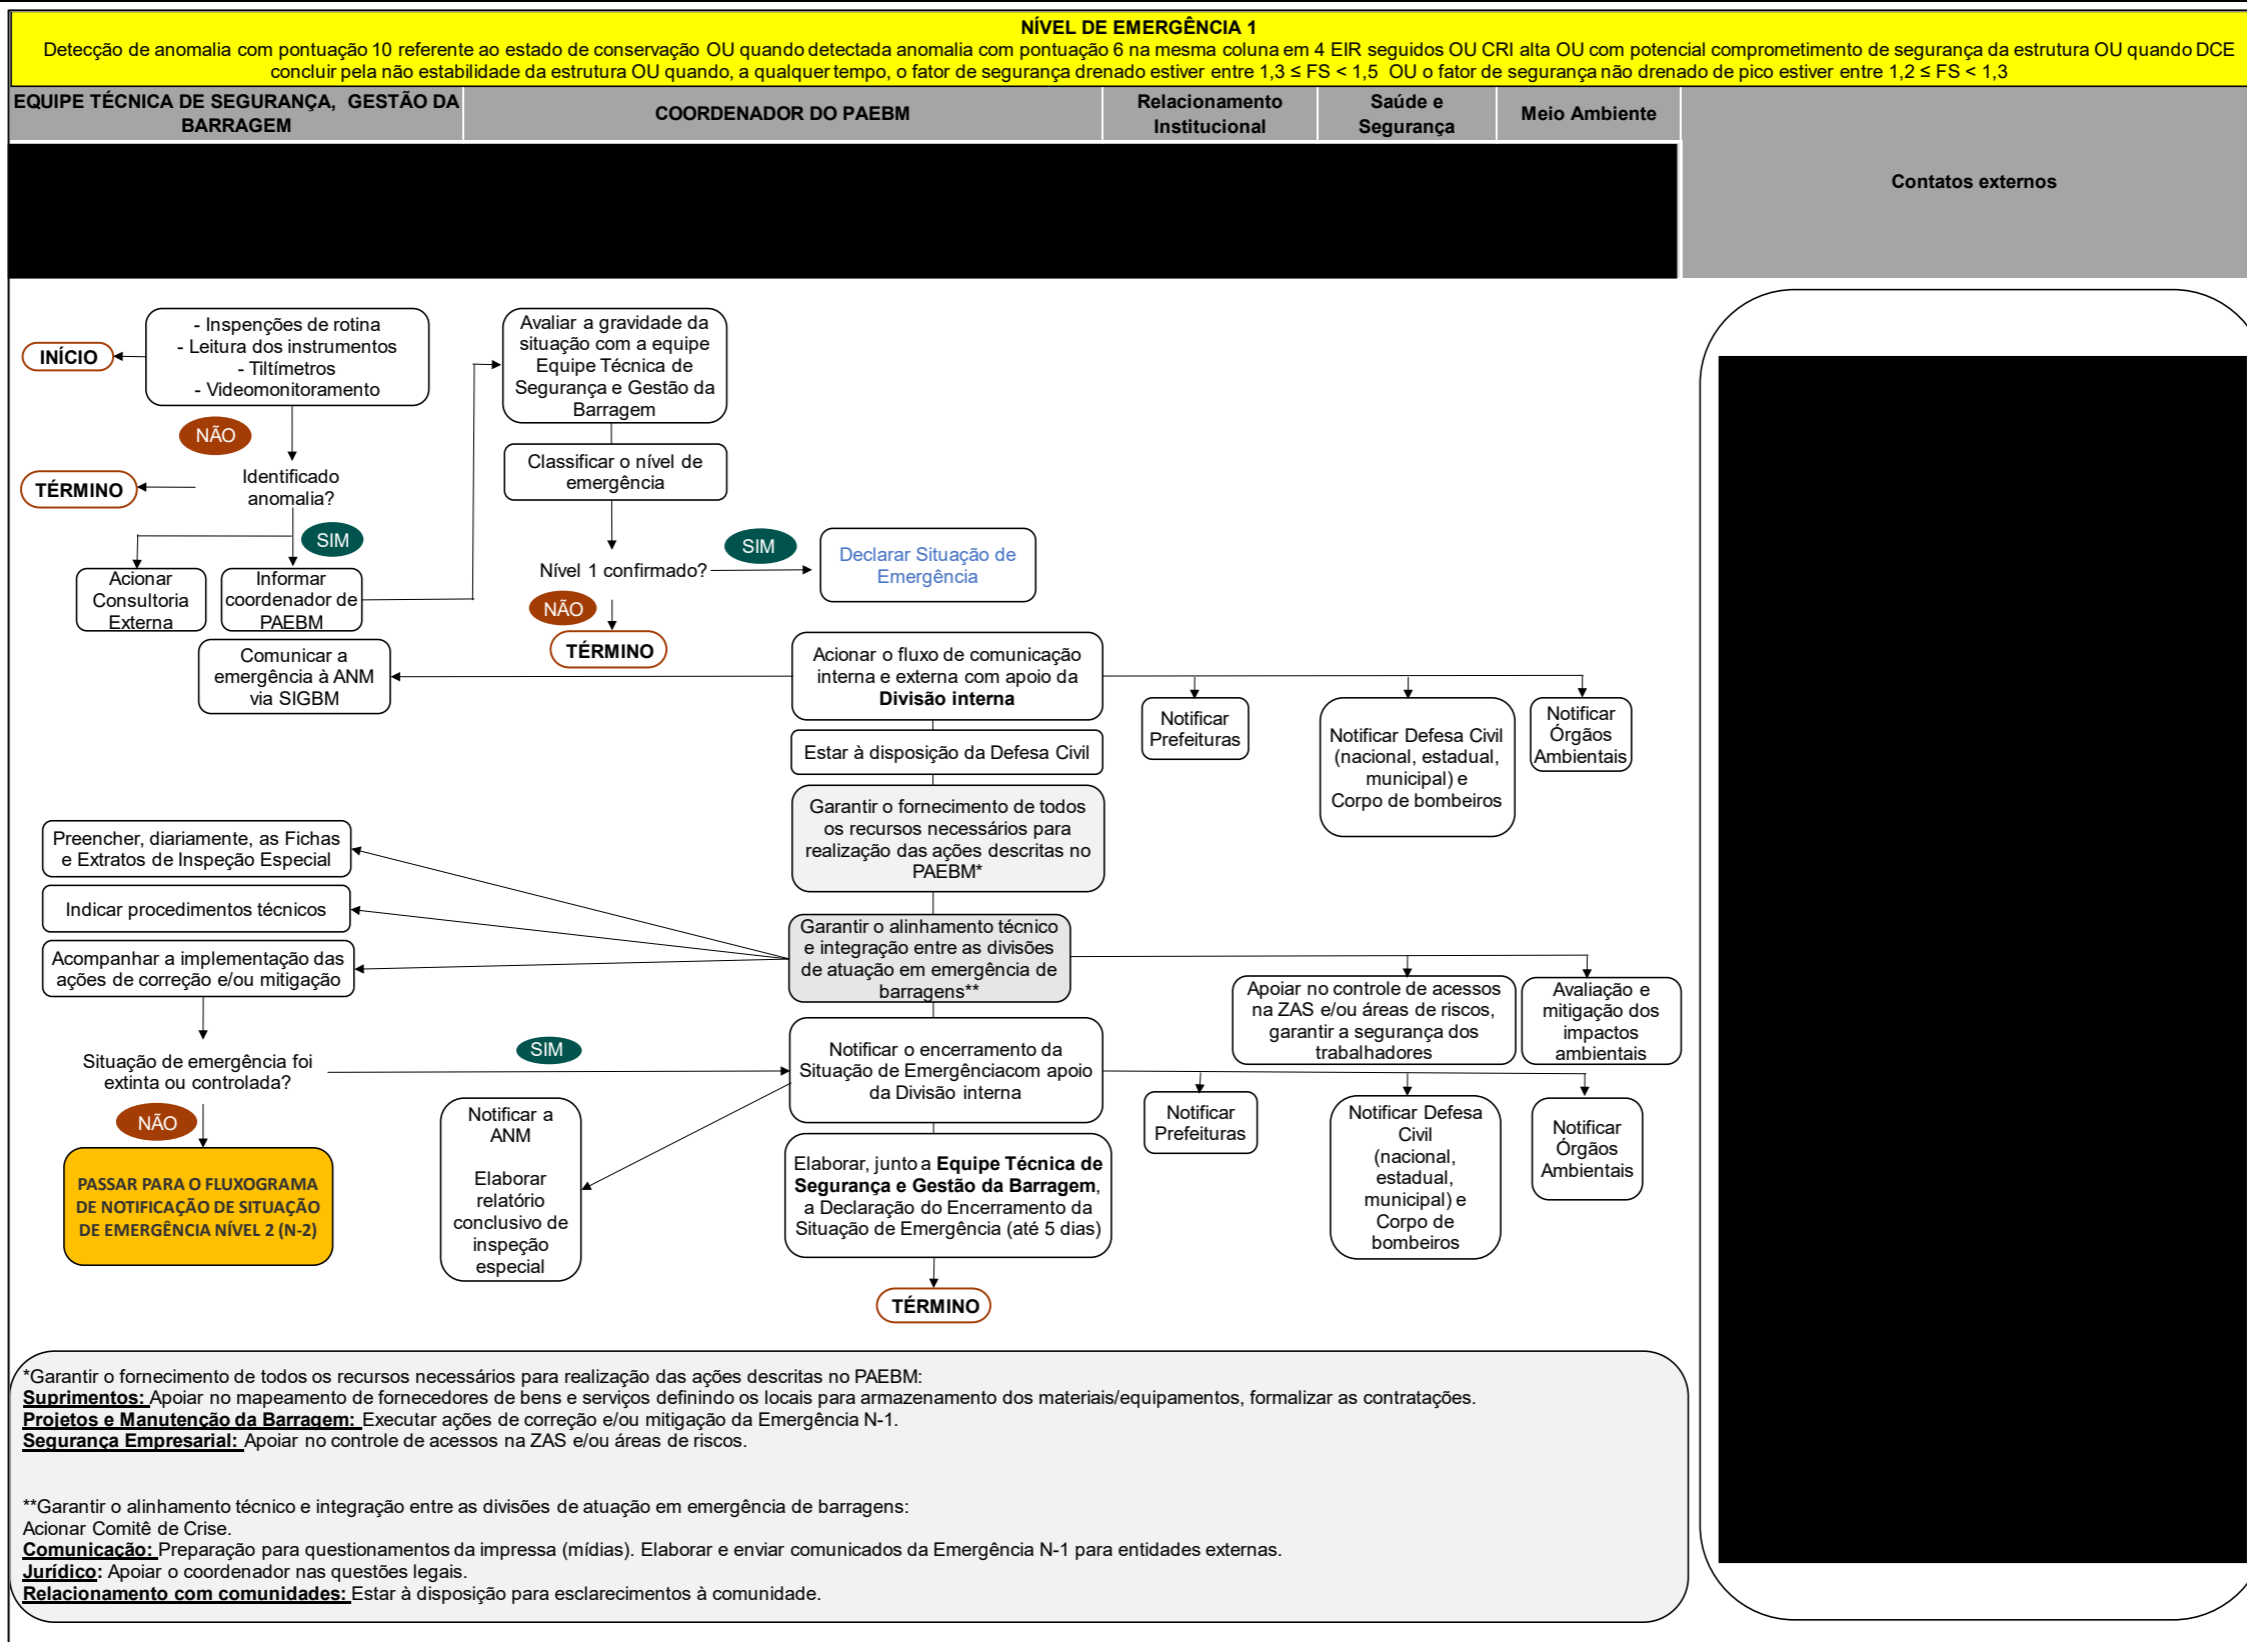 NÍVEL DE EMERGÊNCIA 1
Detecção de anomalia com pontuação 10 referente ao estado de conservação OU quando detectada anomalia com pontuação 6 na mesma coluna em 4 EIR seguidos OU CRI alta OU com potencial comprometimento de segurança da estrutura OU quando DCE
concluir pela não estabilidade da estrutura OU quando, a qualquer tempo, o fator de segurança drenado estiver entre 1,3 ≤ FS < 1,5 OU o fator de segurança não drenado de pico estiver entre 1,2 ≤ FS < 1,3
EQUIPE TÉCNICA DE SEGURANÇA, GESTÃO DA
BARRAGEM
COORDENADOR DO PAEBM
Relacionamento
Institucional
Saúde e
Segurança
Meio Ambiente
Contatos externos
INÍCIO
- Inspenções de rotina
- Leitura dos instrumentos
- Tiltímetros
- Videomonitoramento
NÃO
Identificado
anomalia?
TÉRMINO
SIM
Acionar
Consultoria
Externa
Informar
coordenador de
PAEBM
Avaliar a gravidade da
situação com a equipe
Equipe Técnica de
Segurança e Gestão da
Barragem
Classificar o nível de
emergência
Nível 1 confirmado?
SIM
Declarar Situação de
Emergência
NÃO
TÉRMINO
Comunicar a
emergência à ANM
via SIGBM
Acionar o fluxo de comunicação
interna e externa com apoio da
Divisão interna
Notificar
Prefeituras
Notificar Defesa Civil
(nacional, estadual,
municipal) e
Corpo de bombeiros
Notificar
Órgãos
Ambientais
Estar à disposição da Defesa Civil
Garantir o fornecimento de todos
os recursos necessários para
realização das ações descritas no
PAEBM*
Preencher, diariamente, as Fichas
e Extratos de Inspeção Especial
Indicar procedimentos técnicos
Acompanhar a implementação das
ações de correção e/ou mitigação
Garantir o alinhamento técnico
e integração entre as divisões
de atuação em emergência de
barragens**
Apoiar no controle de acessos
na ZAS e/ou áreas de riscos,
garantir a segurança dos
trabalhadores
Avaliação e
mitigação dos
impactos
ambientais
Situação de emergência foi
extinta ou controlada?
SIM
Notificar o encerramento da
Situação de Emergênciacom apoio
da Divisão interna
NÃO
PASSAR PARA O FLUXOGRAMA
DE NOTIFICAÇÃO DE SITUAÇÃO
DE EMERGÊNCIA NÍVEL 2 (N-2)
Notificar a
ANM
Elaborar
relatório
conclusivo de
inspeção
especial
Elaborar, junto a Equipe Técnica de
Segurança e Gestão da Barragem,
a Declaração do Encerramento da
Situação de Emergência (até 5 dias)
Notificar
Prefeituras
Notificar Defesa
Civil
(nacional,
estadual,
municipal) e
Corpo de
bombeiros
Notificar
Órgãos
Ambientais
TÉRMINO
*Garantir o fornecimento de todos os recursos necessários para realização das ações descritas no PAEBM:
Suprimentos: Apoiar no mapeamento de fornecedores de bens e serviços definindo os locais para armazenamento dos materiais/equipamentos, formalizar as contratações.
Projetos e Manutenção da Barragem: Executar ações de correção e/ou mitigação da Emergência N-1.
Segurança Empresarial: Apoiar no controle de acessos na ZAS e/ou áreas de riscos.
**Garantir o alinhamento técnico e integração entre as divisões de atuação em emergência de barragens:
Acionar Comitê de Crise.
Comunicação: Preparação para questionamentos da impressa (mídias). Elaborar e enviar comunicados da Emergência N-1 para entidades externas.
Jurídico: Apoiar o coordenador nas questões legais.
Relacionamento com comunidades: Estar à disposição para esclarecimentos à comunidade.